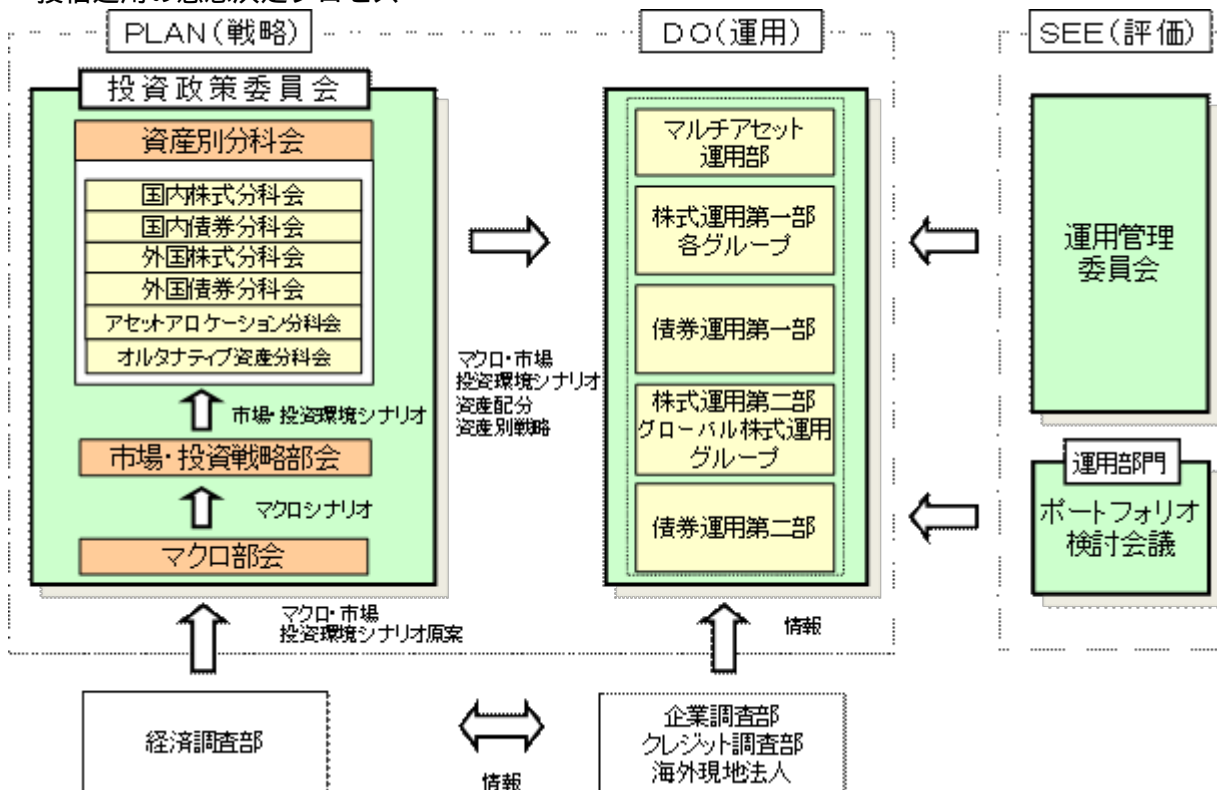 PLAN(戦略)
DO(運用)
SEE(評価)
投資政策委員会
資産別分科会
国内株式分科会
国内債券分科会
外国株式分科会
外国債券分科会
アセットアロケーション分科会
オルタナティブ資産分科会
市場・投資環境シナリオ
市場・投資戦略部会
マクロシナリオ
マクロ部会
マクロ・市場
投資環境シナリオ原案
経済調査部
マクロ・市場
投資環境シナリオ
資産配分
資産別戦略
マルチアセット
運用部
株式運用第一部
各グループ
債券運用第一部
株式運用第二部
グローバル株式運用
グループ
債券運用第二部
情報
企業調査部
クレジット調査部
海外現地法人
情報
運用管理
委員会
運用部門
ポートフォリオ
検討会議